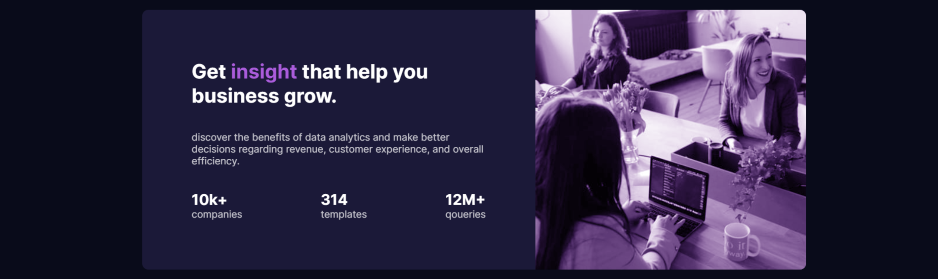 Get insight that help you
business grow.
discover the benefits of data analytics and make better
decisions regarding revenue, customer experience, and overall
efficiency.
10k+ 314 12M+
companies templates qoueries